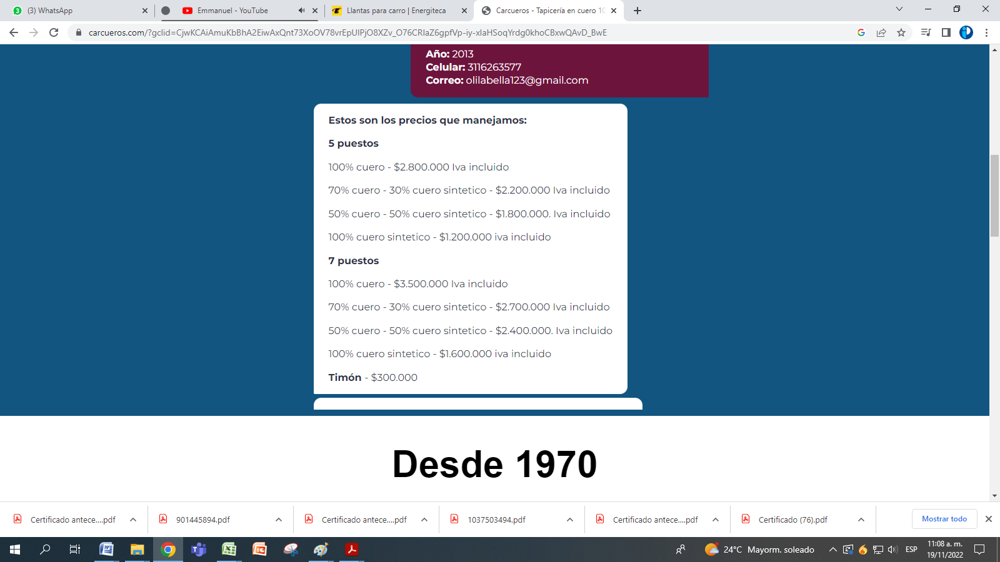 (3) WhatsApp
Emmanuel - YouTube
Llantas para carro | Energiteca
Carcueros - Tapicería en cuero 10
carcueros.com/?gclid=CjwKCAiAmuKbBhA2EiwAxQnt73XoOV78vrEpUIPjO8XZv_O76CRIaZ6gpfVp-iy-xIaHSoqYrdg0khoCBxwQAvD_BwE
Año: 2013
Celular: 3116263577
Correo: olilabella123@gmail.com
Estos son los precios que manejamos:
5 puestos
100% cuero - $2.800.000 Iva incluido
70% cuero - 30% cuero sintetico - $2.200.000 Iva incluido
50% cuero - 50% cuero sintetico - $1.800.000. Iva incluido
100% cuero sintetico - $1.200.000 iva incluido
7 puestos
100% cuero - $3.500.000 Iva incluido
70% cuero - 30% cuero sintetico - $2.700.000 Iva incluido
50% cuero - 50% cuero sintetico - $2.400.000. Iva incluido
100% cuero sintetico - $1.600.000 iva incluido
Timón - $300.000
Desde 1970
Certificado antece....pdf
901445894.pdf
Certificado antece....pdf
1037503494.pdf
Certificado antece....pdf
Certificado (76).pdf
Mostrar todo
24°C Mayorm. soleado
ESP
11:08 a. m.
19/11/2022